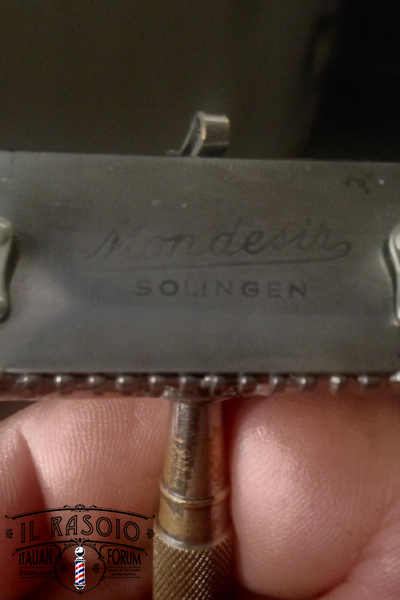 Mondesir
SOLINGEN
IL RASOIO
ITALIAN FORUM